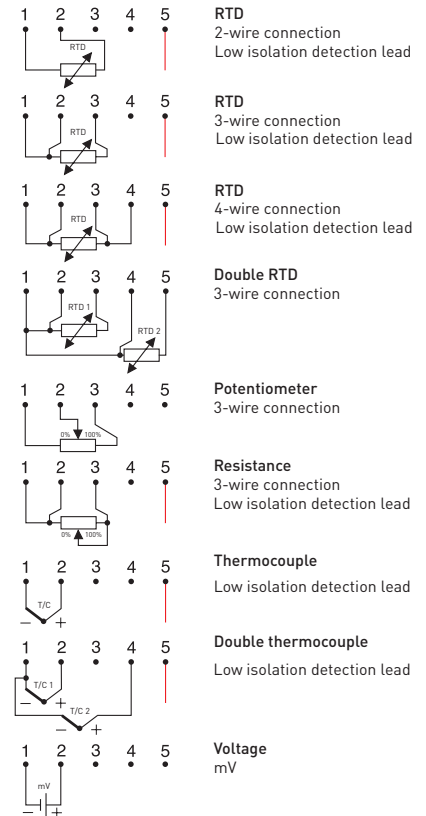 1 2 3 4 5
RTD
RTD
2-wire connection
Low isolation detection lead
1 2 3 4 5
RTD
RTD
3-wire connection
Low isolation detection lead
1 2 3 4 5
RTD
RTD
4-wire connection
Low isolation detection lead
1 2 3 4 5
RTD 1
RTD 2
Double RTD
3-wire connection
1 2 3 4 5
0% 100%
Potentiometer
3-wire connection
1 2 3 4 5
0% 100%
Resistance
3-wire connection
Low isolation detection lead
1 2 3 4 5
T/C
− +
Thermocouple
Low isolation detection lead
1 2 3 4 5
T/C 1
− +
T/C 2
− +
Double thermocouple
Low isolation detection lead
1 2 3 4 5
mV
− +
Voltage
mV